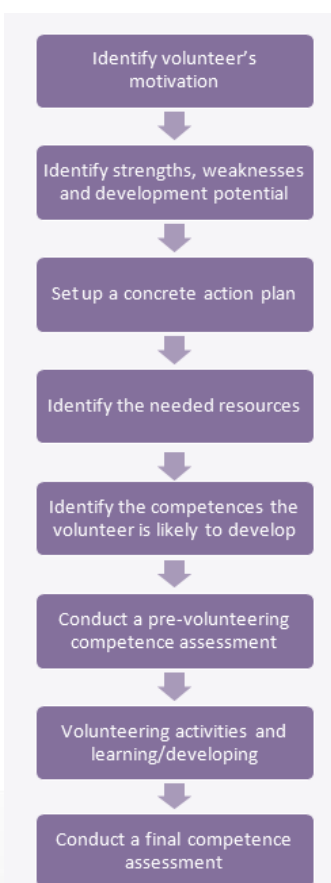 Identify volunteer's
motivation
Identify strengths, weaknesses
and development potential
Set up a concrete action plan
Identify the needed resources
Identify the competences the
volunteer is likely to develop
Conduct a pre-volunteering
competence assessment
Volunteering activities and
learning/developing
Conduct a final competence
assessment